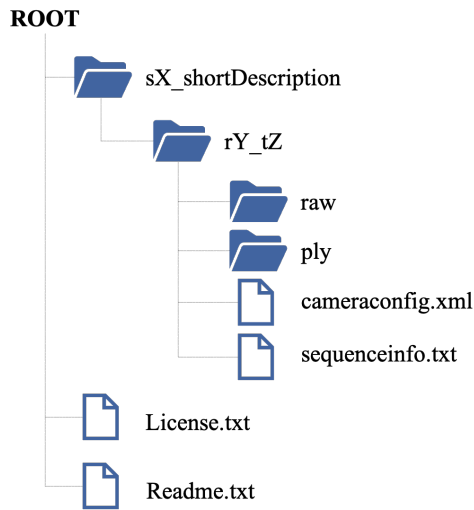 ROOT
sX_shortDescription
rY_tZ
raw
ply
cameraconfig.xml
sequenceinfo.txt
License.txt
Readme.txt